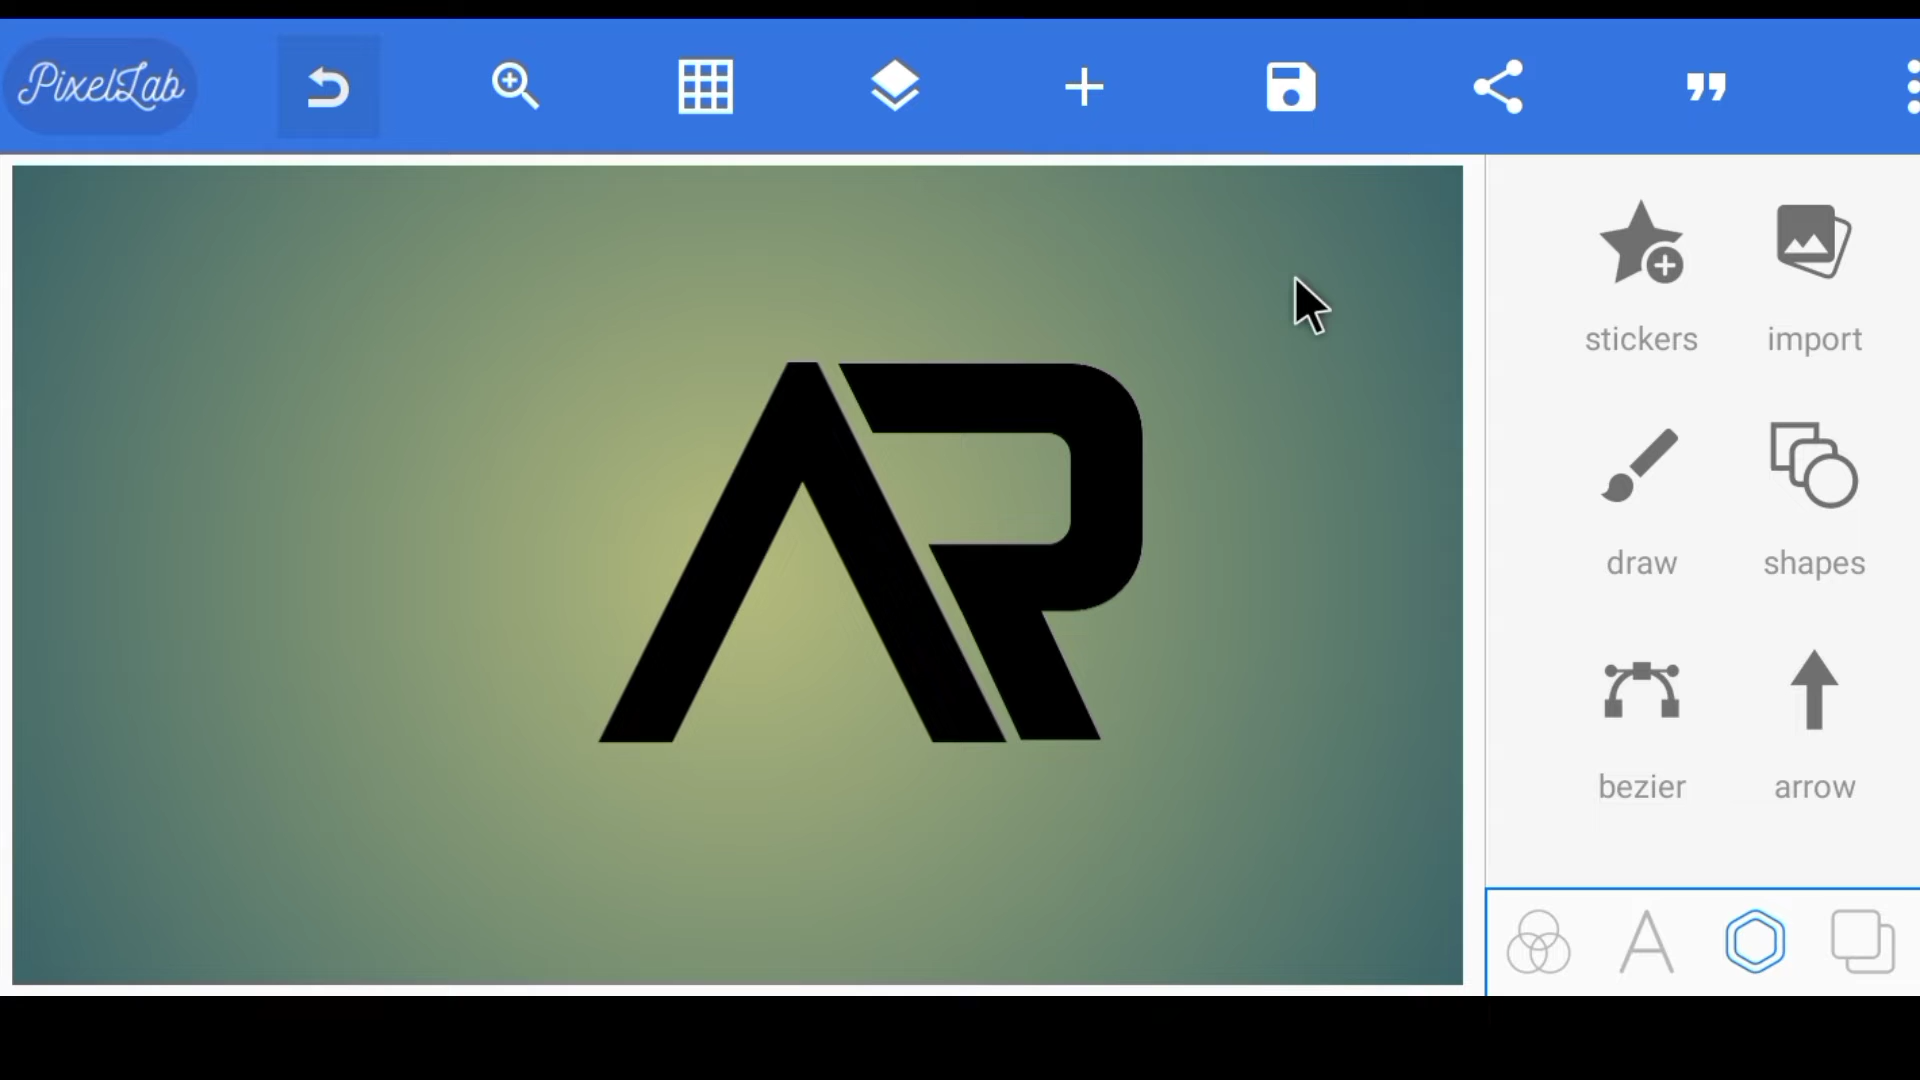 PixelLab
AR
stickers
import
draw
shapes
bezier
arrow